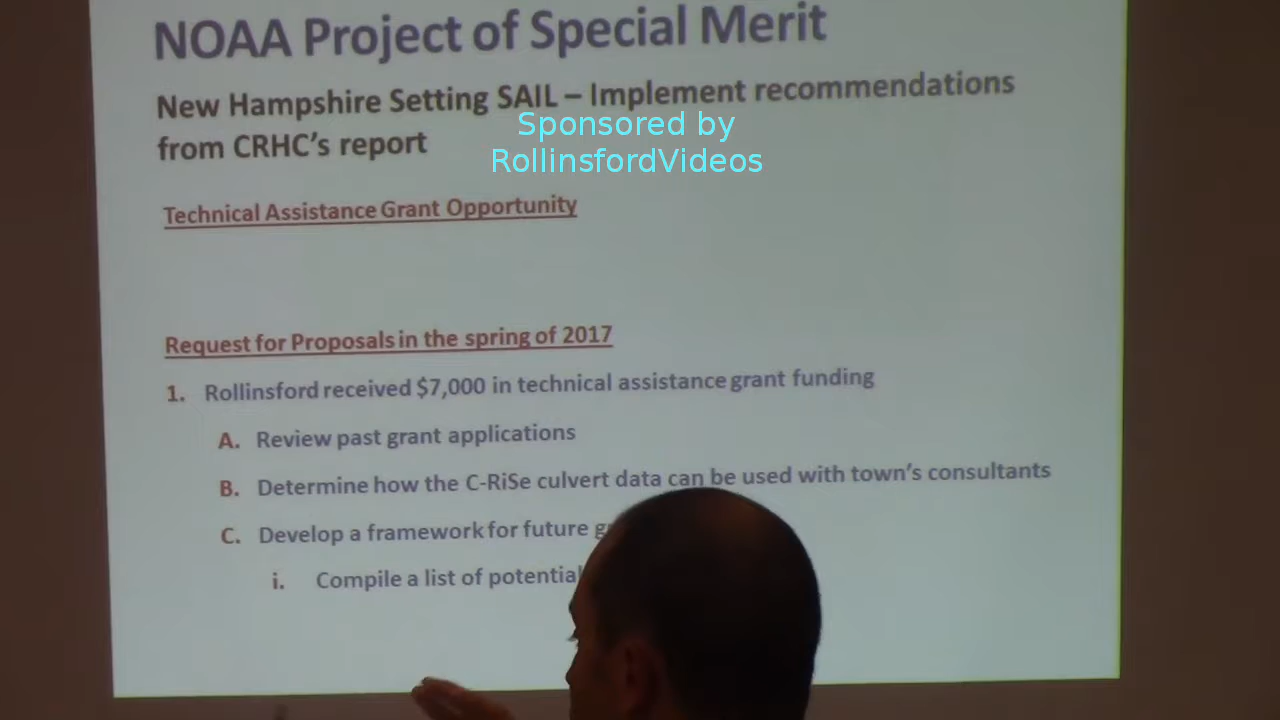 NOAA Project of Special Merit
New Hampshire Setting SAIL – Implement recommendations
from CRHC's report
Sponsored by
RollinsfordVideos
Technical Assistance Grant Opportunity
Request for Proposals in the spring of 2017
1. Rollinsford received $7,000 in technical assistance grant funding
A. Review past grant applications
B. Determine how the C-RiSe culvert data can be used with town's consultants
C. Develop a framework for future
i. Compile a list of potential